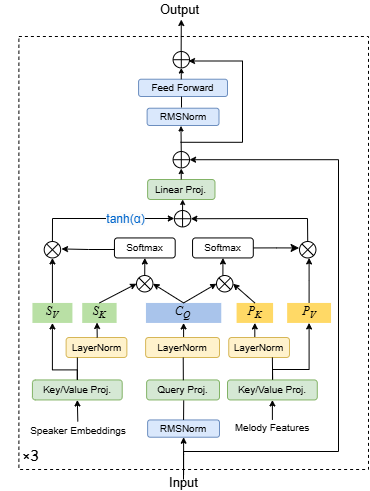 Output
Feed Forward
RMSNorm
Linear Proj.
tanh(α)
Softmax Softmax
S_V S_K C_Q P_K P_V
LayerNorm LayerNorm LayerNorm
Key/Value Proj. Query Proj. Key/Value Proj.
Speaker Embeddings RMSNorm Melody Features
×3
Input